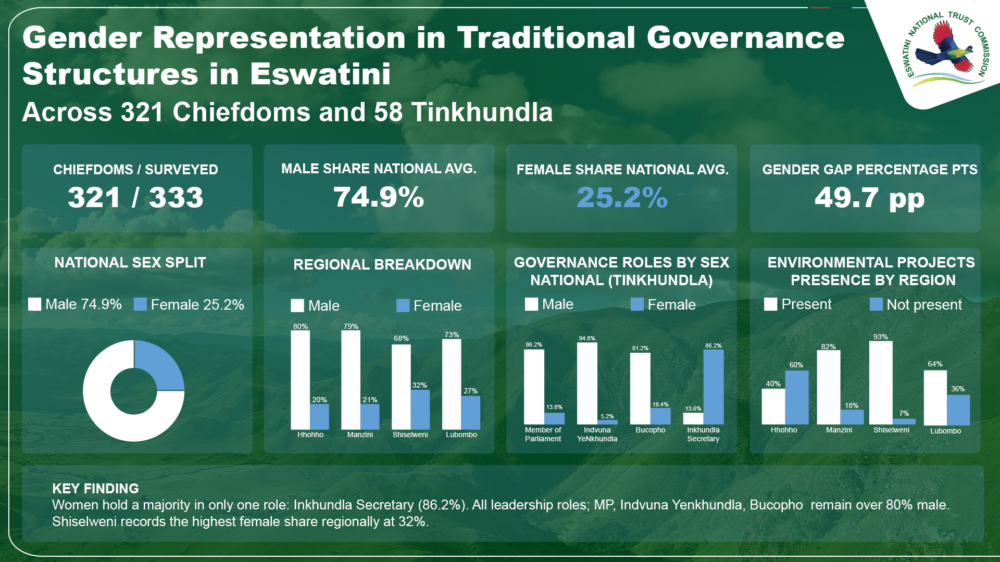 Gender Representation in Traditional Governance
Structures in Eswatini
Across 321 Chiefdoms and 58 Tinkhundla
ESWATINI NATIONAL TRUST COMMISSION
CHIEFDOMS / SURVEYED
321 / 333
MALE SHARE NATIONAL AVG.
74.9%
FEMALE SHARE NATIONAL AVG.
25.2%
GENDER GAP PERCENTAGE PTS
49.7 pp
NATIONAL SEX SPLIT
Male 74.9% Female 25.2%
REGIONAL BREAKDOWN
Male Female
80% 20% 79% 21% 68% 32% 73% 27%
Hhohho Manzini Shiselweni Lubombo
GOVERNANCE ROLES BY SEX
NATIONAL (TINKHUNDLA)
Male Female
86.2% 13.8% 94.8% 5.2% 81.2% 18.4% 13.6% 86.2%
Member of Indvuna Bucopho Inkhundla
Parliament YeNkhundla Secretary
ENVIRONMENTAL PROJECTS
PRESENCE BY REGION
Present Not present
40% 60% 82% 18% 93% 7% 64% 36%
Hhohho Manzini Shiselweni Lubombo
KEY FINDING
Women hold a majority in only one role: Inkhundla Secretary (86.2%). All leadership roles; MP, Indvuna Yenkhundla, Bucopho remain over 80% male.
Shiselweni records the highest female share regionally at 32%.